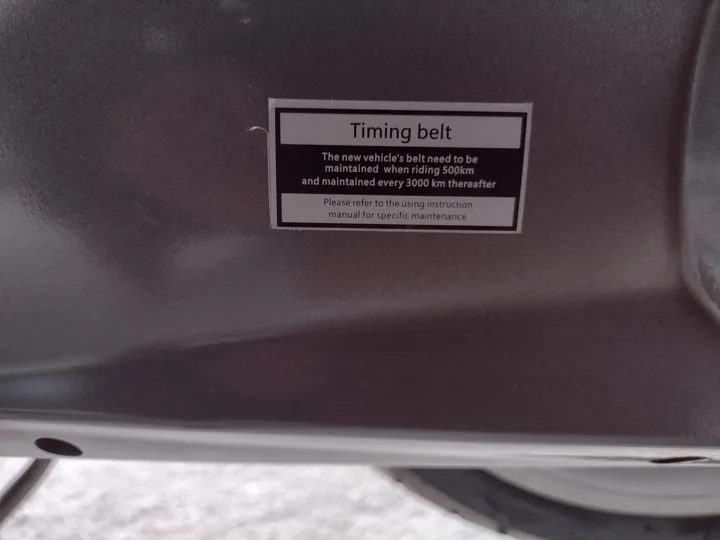 Timing belt
The new vehicle's belt need to be
maintained when riding 500km
and maintained every 3000 km thereafter
Please refer to the using instruction
manual for specific maintenance